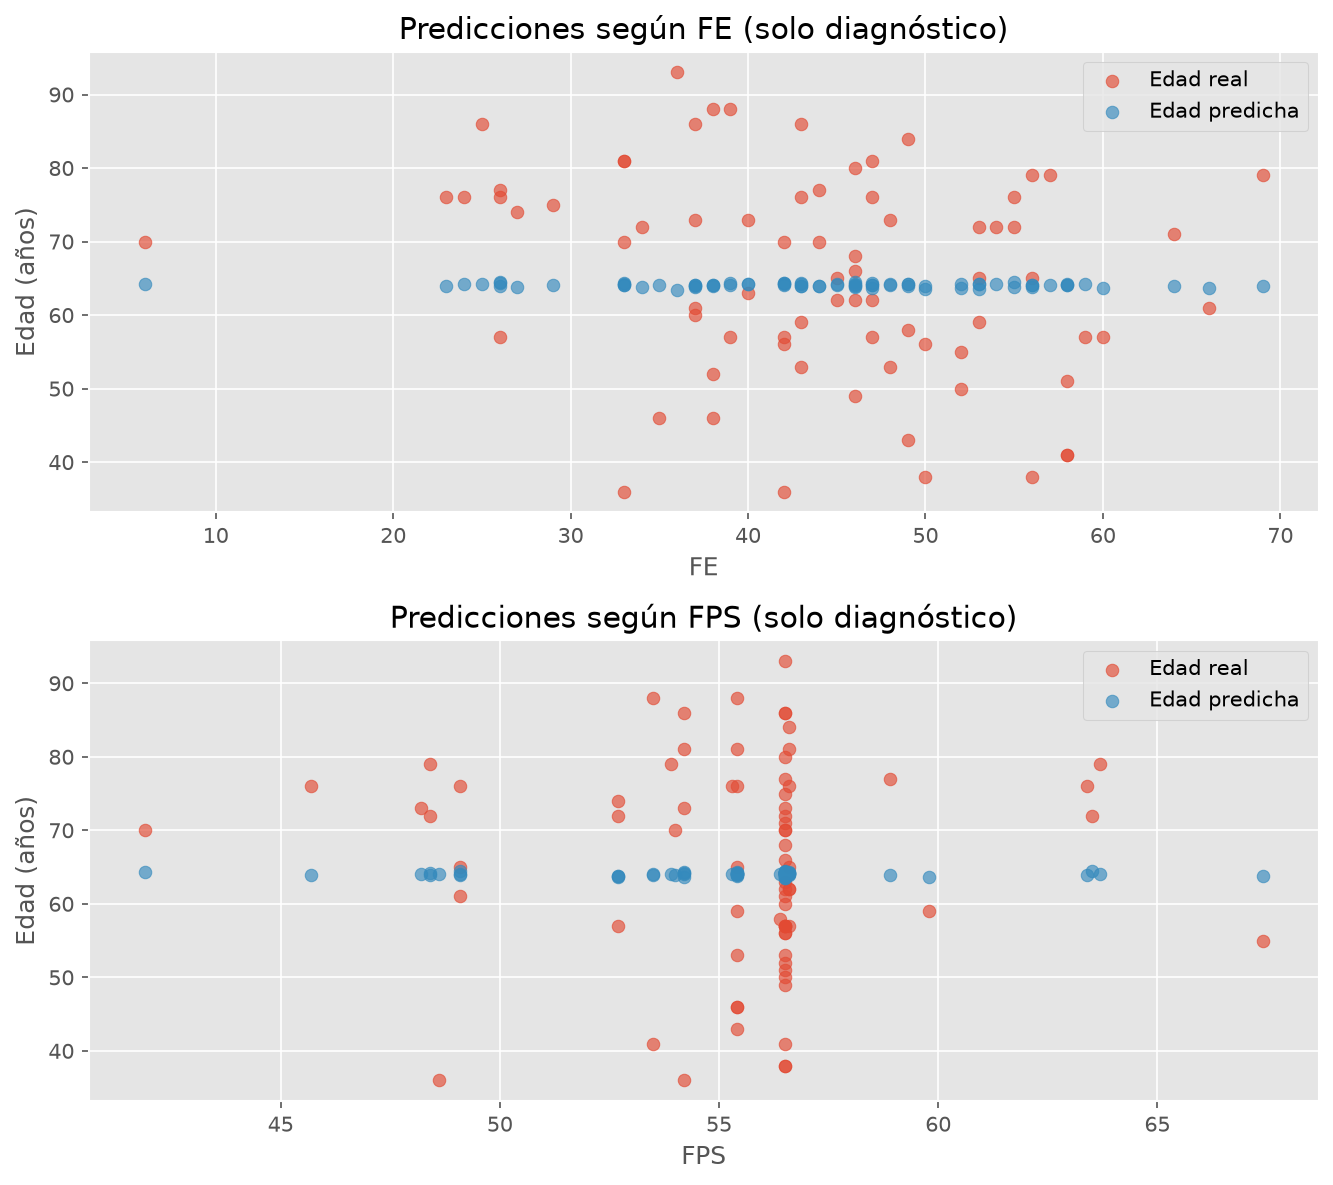 Predicciones según FE (solo diagnóstico)
Edad real
Edad predicha
90
80
70
60
50
40
Edad (años)
10 20 30 40 50 60 70
FE
Predicciones según FPS (solo diagnóstico)
Edad real
Edad predicha
90
80
70
60
50
40
Edad (años)
45 50 55 60 65
FPS